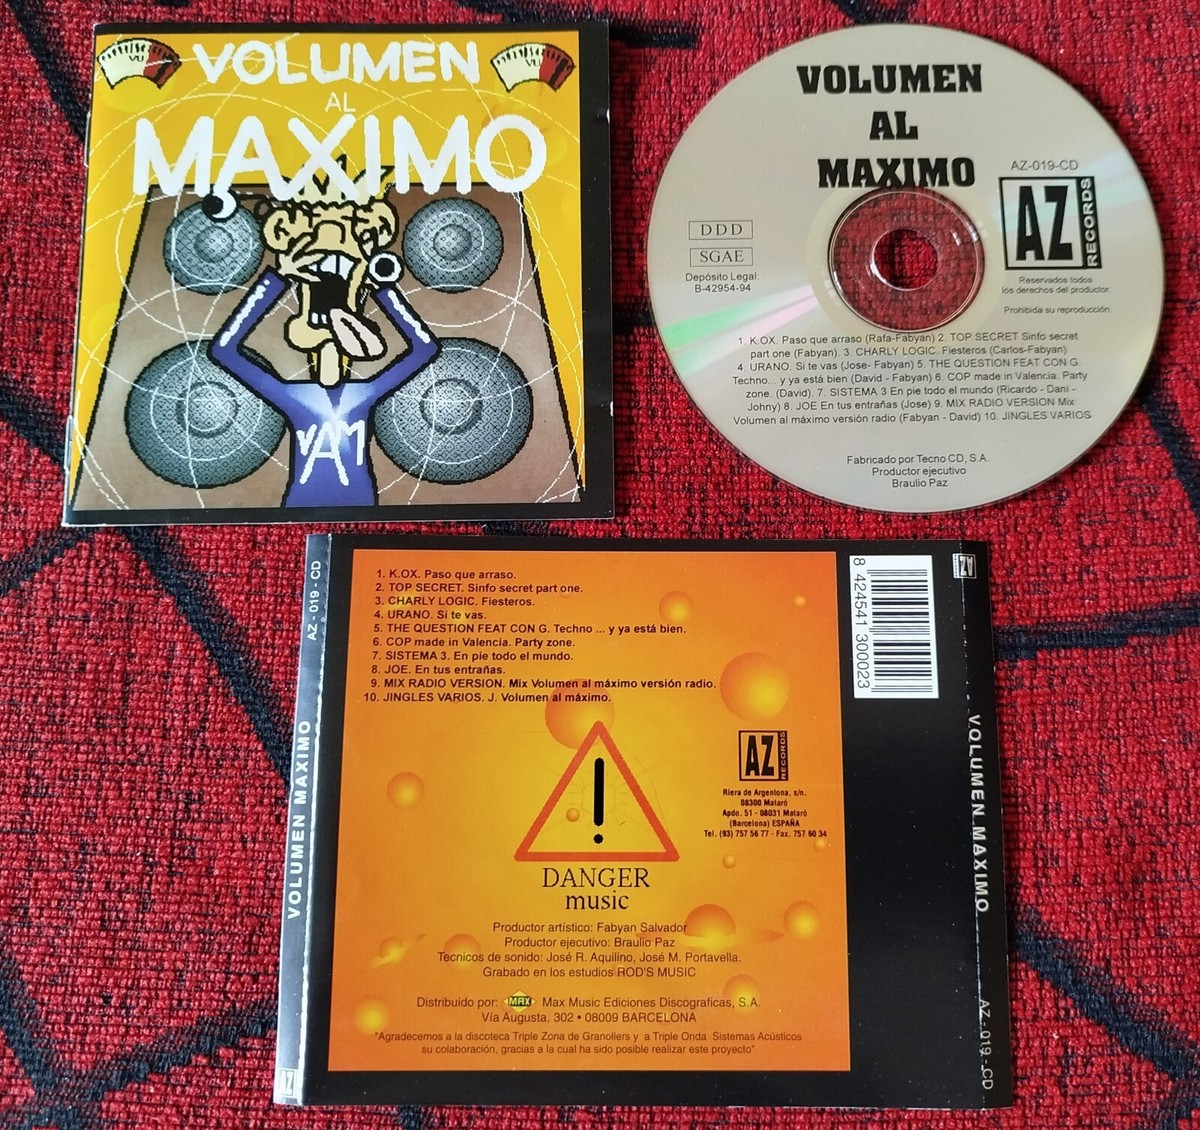 VOLUMEN
AL
MAXIMO
VU
VU
VAM
VOLUMEN
AL
MAXIMO
AZ-019-CD
AZ
RECORDS
DDD
SGAE
Depósito Legal:
B-42954-94
Reservados todos
los derechos del productor
Prohibida su reproducción
1 K.OX. Paso que arraso (Rafa-Fabyan) 2. TOP SECRET Sinfo secret
part one (Fabyan). 3. CHARLY LOGIC. Fiesteros (Carlos-Fabyan)
4. URANO. Si te vas (Jose- Fabyan) 5. THE QUESTION FEAT CON G.
Techno... y ya está bien (David - Fabyan) 6. COP made in Valencia. Party
zone. (David). 7. SISTEMA 3 En pie todo el mundo (Ricardo - Dani -
Johny) 8. JOE En tus entrañas (Jose) 9. MIX RADIO VERSION Mix
Volumen al máximo versión radio (Fabyan - David) 10. JINGLES VARIOS
Fabricado por Tecno CD, S.A.
Productor ejecutivo
Braulio Paz
AZ - 019 - CD
VOLUMEN MAXIMO
AZ
1. K.OX. Paso que arraso.
2. TOP SECRET. Sinfo secret part one.
3. CHARLY LOGIC. Fiesteros.
4. URANO. Si te vas.
5. THE QUESTION FEAT CON G. Techno ... y ya está bien.
6. COP made in Valencia. Party zone.
7. SISTEMA 3. En pie todo el mundo.
8. JOE. En tus entrañas.
9. MIX RADIO VERSION. Mix Volumen al máximo versión radio.
10. JINGLES VARIOS. J. Volumen al máximo.
8 424541 300023
AZ
RECORDS
Riera de Argentona, s/n.
08300 Mataró
Apdo. 51 - 08031 Mataró
(Barcelona) ESPAÑA
Tel. (93) 757 56 77 - Fax. 757 60 34
!
DANGER
music
Productor artístico: Fabyan Salvador
Productor ejecutivo: Braulio Paz
Tecnicos de sonido: José R. Aquilino, José M. Portavella.
Grabado en los estudios ROD'S MUSIC
Distribuido por: MAX Max Music Ediciones Discograficas, S.A.
Vía Augusta, 302 • 08009 BARCELONA
"Agradecemos a la discoteca Triple Zona de Granollers y a Triple Onda Sistemas Acústicos
su colaboración, gracias a la cual ha sido posible realizar este proyecto"
AZ
VOLUMEN MAXIMO
AZ - 019 - CD